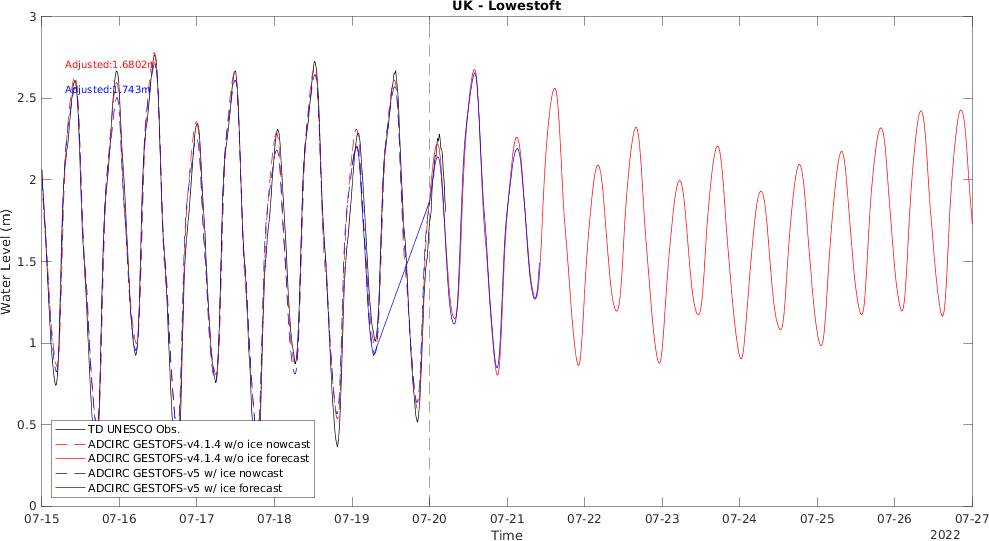 UK - Lowestoft
3
2.5
2
1.5
1
0.5
0
Water Level (m)
Adjusted:1.6802m
Adjusted:1.743m
TD UNESCO Obs.
ADCIRC GESTOFS-v4.1.4 w/o ice nowcast
ADCIRC GESTOFS-v4.1.4 w/o ice forecast
ADCIRC GESTOFS-v5 w/ ice nowcast
ADCIRC GESTOFS-v5 w/ ice forecast
07-15 07-16 07-17 07-18 07-19 07-20 07-21 07-22 07-23 07-24 07-25 07-26 07-27
Time
2022